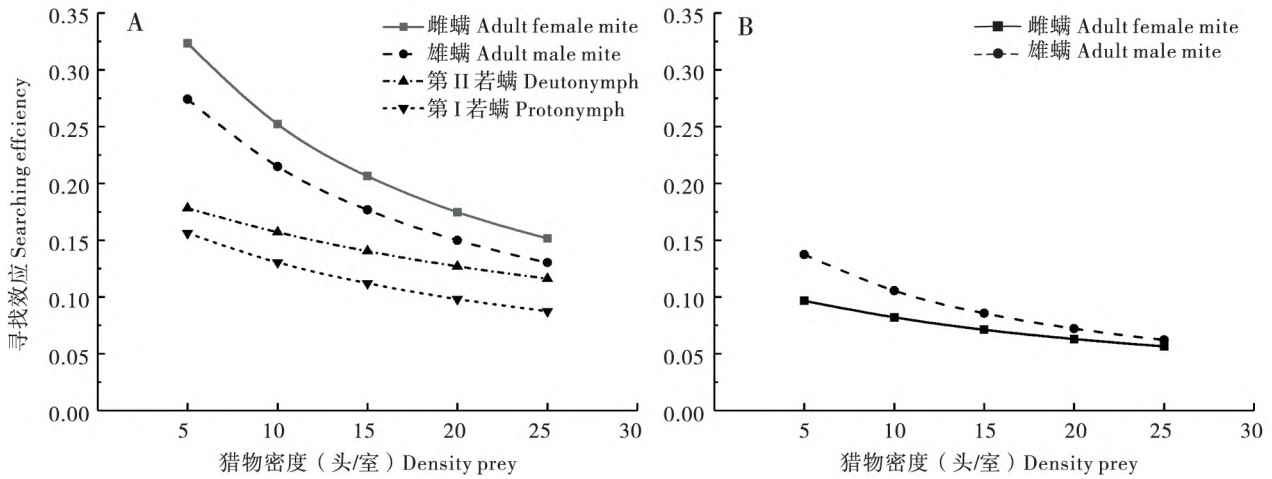 寻找效应 Searching effciency
0.35
0.30
0.25
0.20
0.15
0.10
0.05
0.00
A
雌螨 Adult female mite
雄螨 Adult male mite
第 II 若螨 Deutonymph
第 I 若螨 Protonymph
5 10 15 20 25 30
猎物密度（头/室）Density prey
0.35
0.30
0.25
0.20
0.15
0.10
0.05
0.00
B
雌螨 Adult female mite
雄螨 Adult male mite
5 10 15 20 25 30
猎物密度（头/室）Density prey